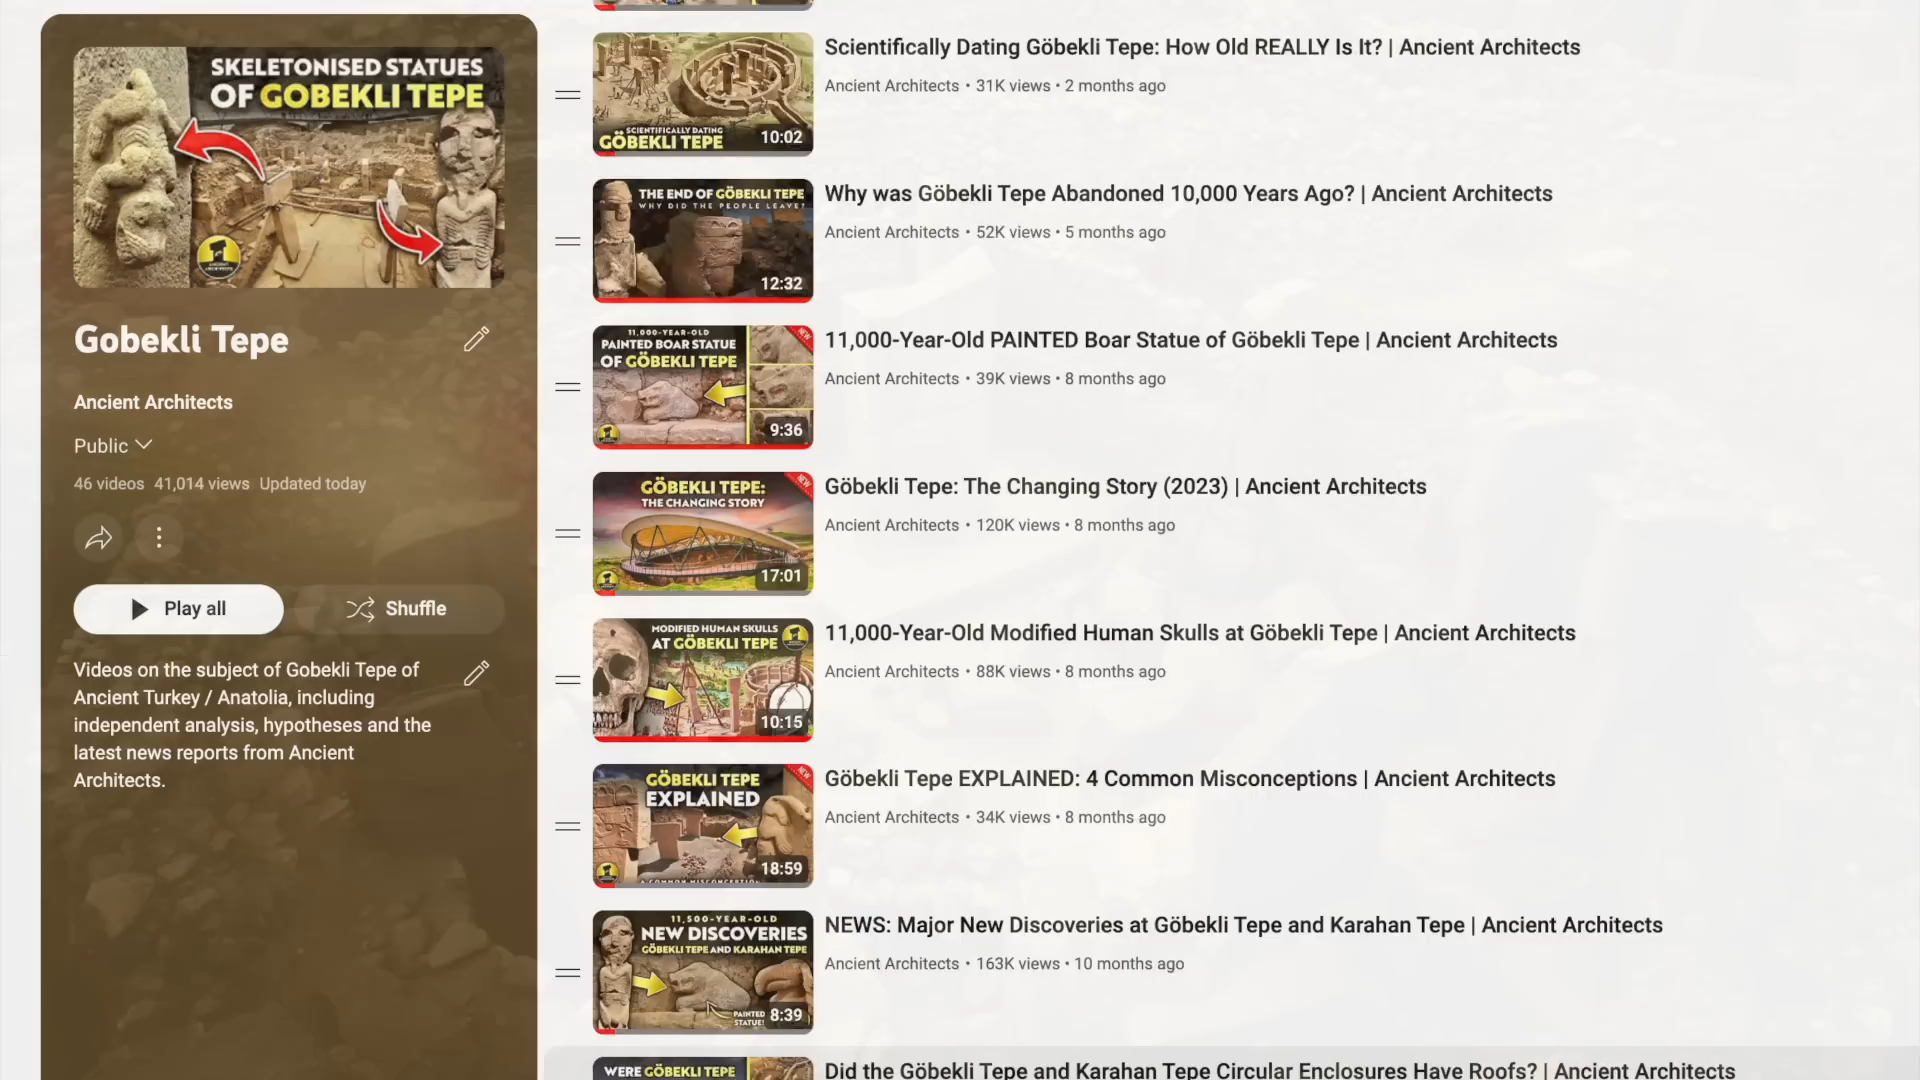 SKELETONISED STATUES
OF GOBEKLI TEPE
Gobekli Tepe
Ancient Architects
Public
46 videos 41,014 views Updated today
Play all
Shuffle
Videos on the subject of Gobekli Tepe of
Ancient Turkey / Anatolia, including
independent analysis, hypotheses and the
latest news reports from Ancient
Architects.
SCIENTIFICALLY DATING
GÖBEKLI TEPE
10:02
Scientifically Dating Göbekli Tepe: How Old REALLY Is It? | Ancient Architects
Ancient Architects • 31K views • 2 months ago
THE END OF GÖBEKLI TEPE
WHY DID THE PEOPLE LEAVE?
12:32
Why was Göbekli Tepe Abandoned 10,000 Years Ago? | Ancient Architects
Ancient Architects • 52K views • 5 months ago
11,000-YEAR-OLD
PAINTED BOAR STATUE
OF GÖBEKLI TEPE
NEW
9:36
11,000-Year-Old PAINTED Boar Statue of Göbekli Tepe | Ancient Architects
Ancient Architects • 39K views • 8 months ago
GÖBEKLI TEPE:
THE CHANGING STORY
NEW
17:01
Göbekli Tepe: The Changing Story (2023) | Ancient Architects
Ancient Architects • 120K views • 8 months ago
MODIFIED HUMAN SKULLS
AT GÖBEKLI TEPE
10:15
11,000-Year-Old Modified Human Skulls at Göbekli Tepe | Ancient Architects
Ancient Architects • 88K views • 8 months ago
GÖBEKLI TEPE
EXPLAINED
NEW
18:59
Göbekli Tepe EXPLAINED: 4 Common Misconceptions | Ancient Architects
Ancient Architects • 34K views • 8 months ago
11,500-YEAR-OLD
NEW DISCOVERIES
GÖBEKLI TEPE AND KARAHAN TEPE
PAINTED
STATUE!
8:39
NEWS: Major New Discoveries at Göbekli Tepe and Karahan Tepe | Ancient Architects
Ancient Architects • 163K views • 10 months ago
WERE GÖBEKLI TEPE
Did the Göbekli Tepe and Karahan Tepe Circular Enclosures Have Roofs? | Ancient Architects